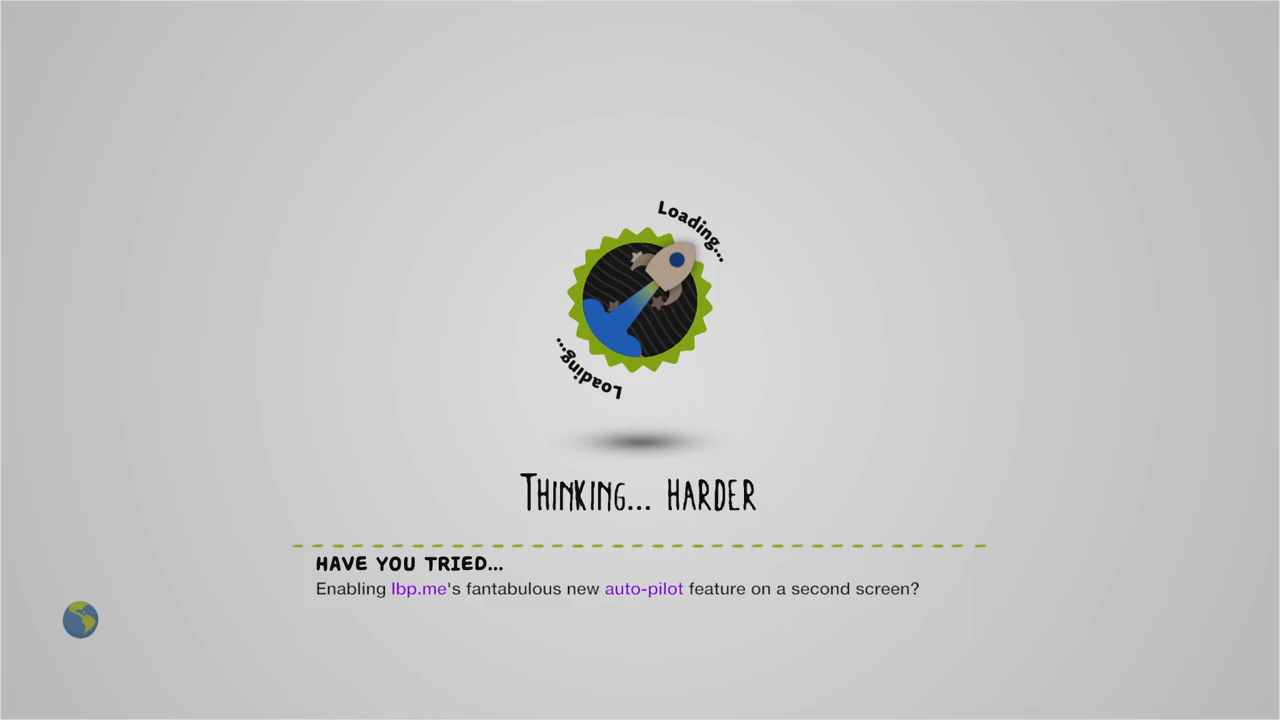 Loading...
Loading...
Thinking... harder
Have you tried...
Enabling lbp.me's fantabulous new auto-pilot feature on a second screen?